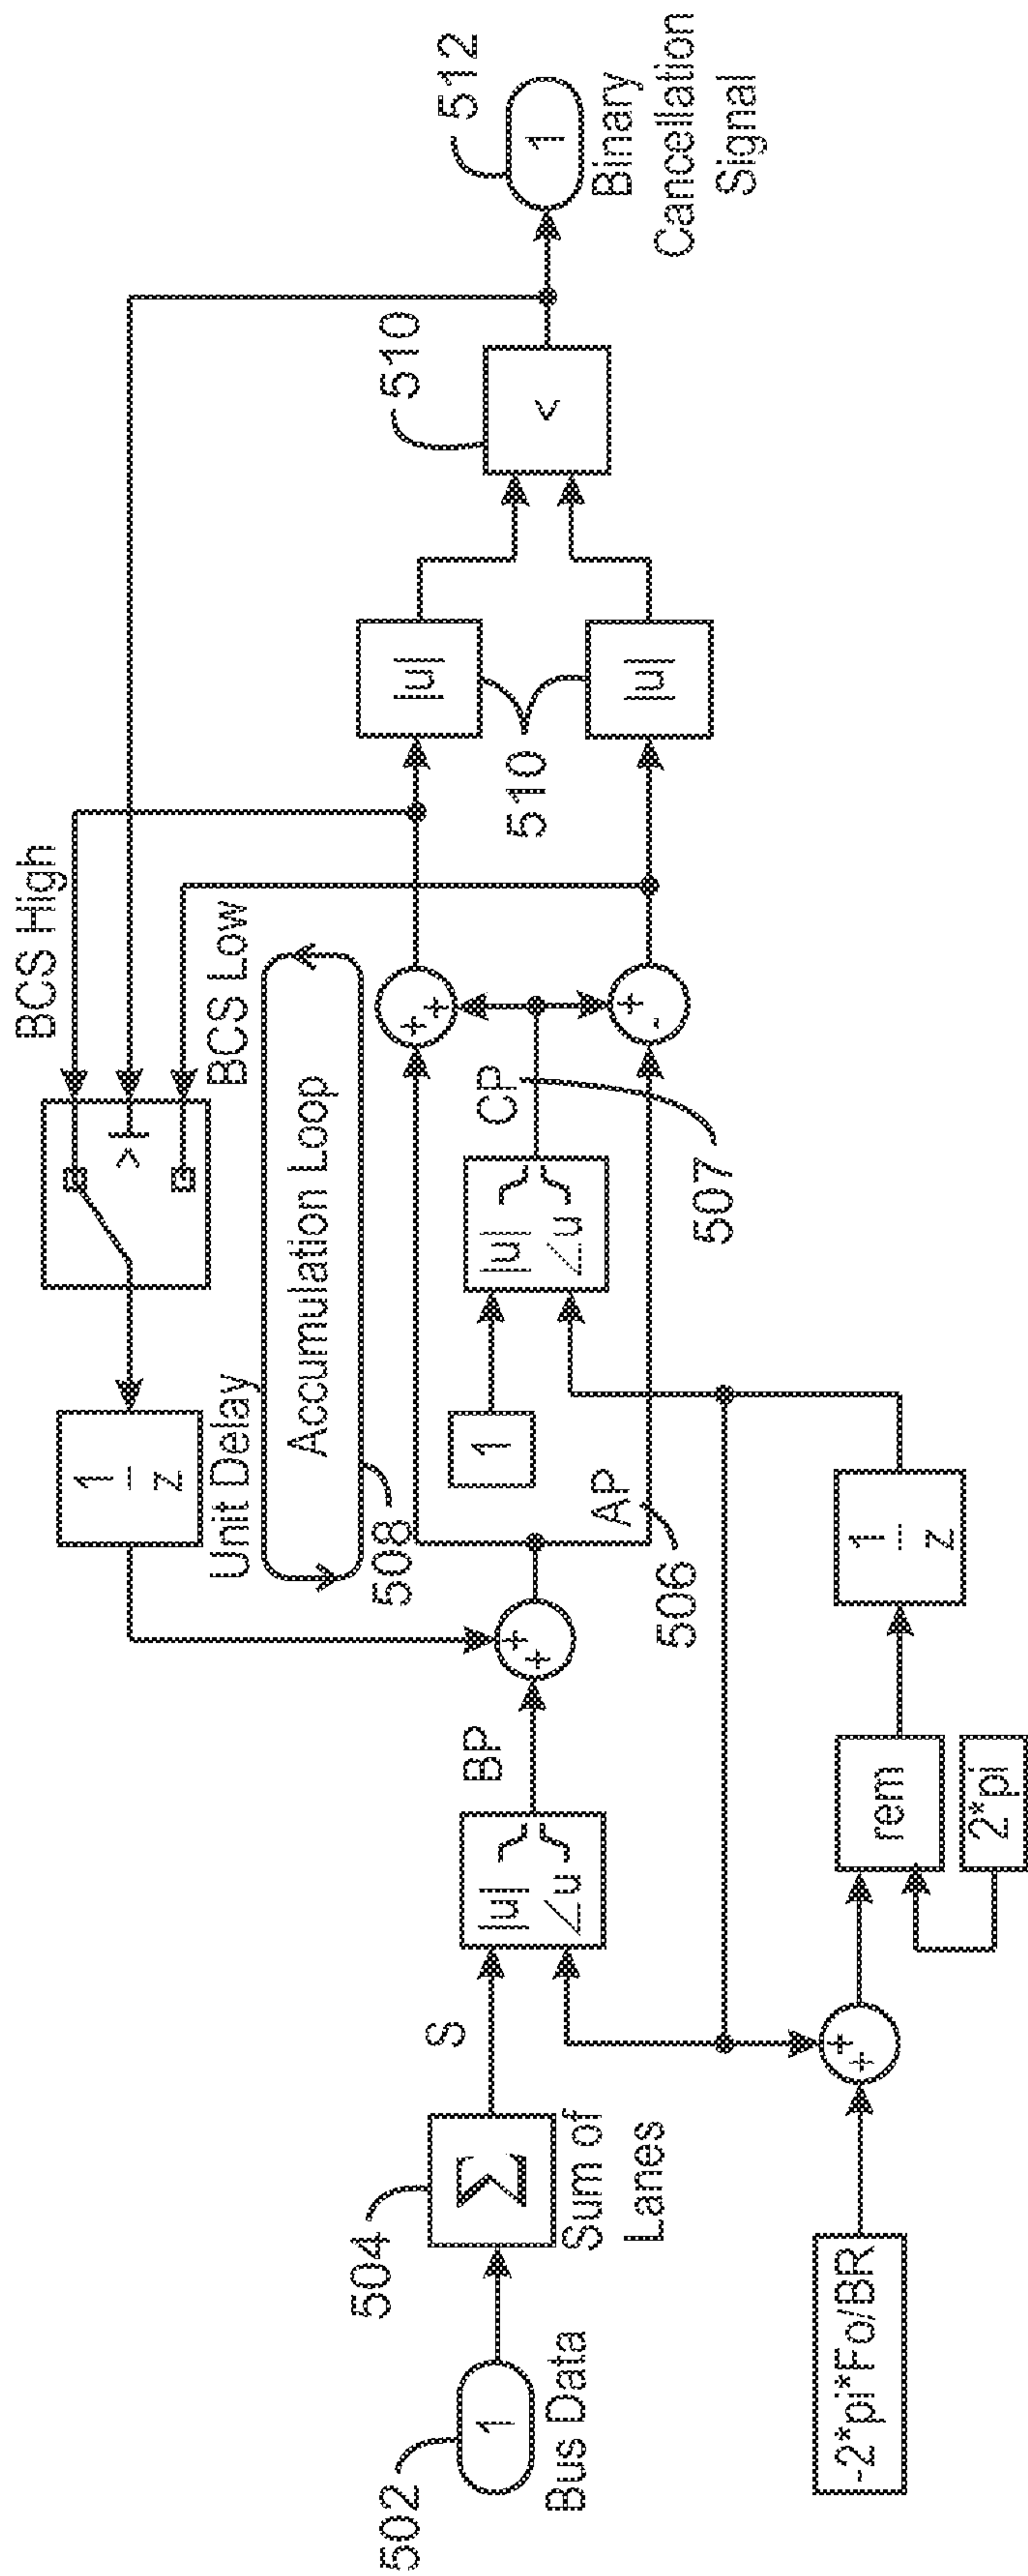 502
1
Bus Data
504
Σ
Sum of
Lanes
S
|u|
∠u
BP
+
+
1
z
Unit Delay
BCS High
>
BCS Low
Accumulation Loop
508
AP
506
1
|u|
∠u
CP
507
+
+
+
-
|u|
|u|
510
<
510
1
512
Binary
Cancellation
Signal
-2*pi*Fo/BR
+
+
rem
2*pi
1
z